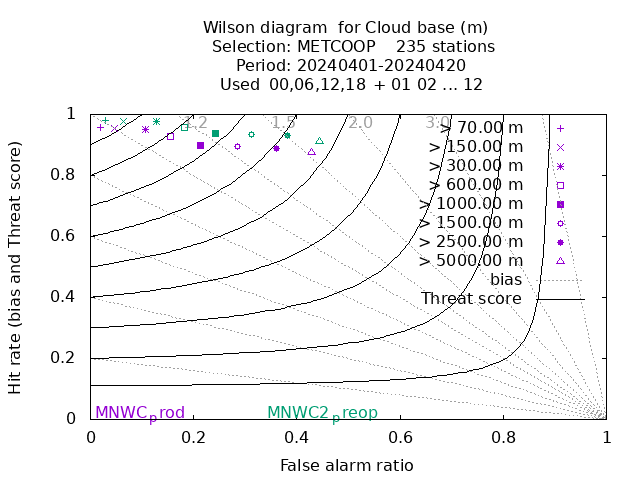 Wilson diagram  for Cloud base (m)
Selection: METCOOP    235 stations
Period: 20240401-20240420
Used  00,06,12,18  + 01 02 ... 12
Hit rate (bias and Threat score)
1
0.8
0.6
0.4
0.2
0
1.2
1.5
2.0
3.0
> 70.00 m
> 150.00 m
> 300.00 m
> 600.00 m
> 1000.00 m
> 1500.00 m
> 2500.00 m
> 5000.00 m
bias
Threat score
MNWCprod
MNWC2preop
0 0.2 0.4 0.6 0.8 1
False alarm ratio